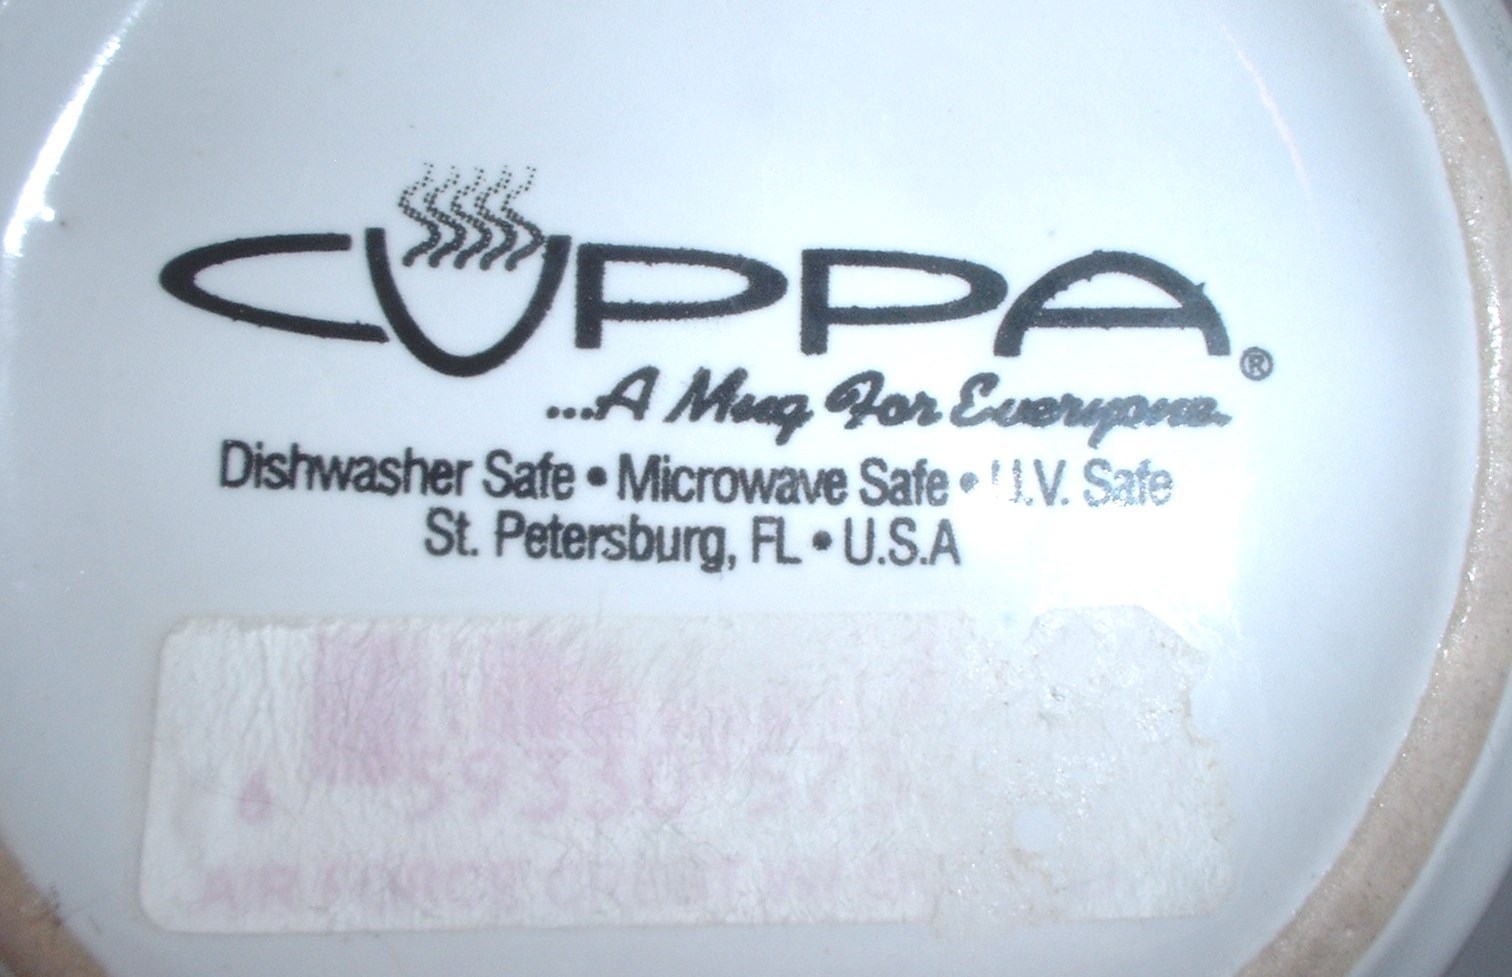 CUPPA®
...A Mug For Everyone.
Dishwasher Safe • Microwave Safe • U.V. Safe
St. Petersburg, FL • U.S.A